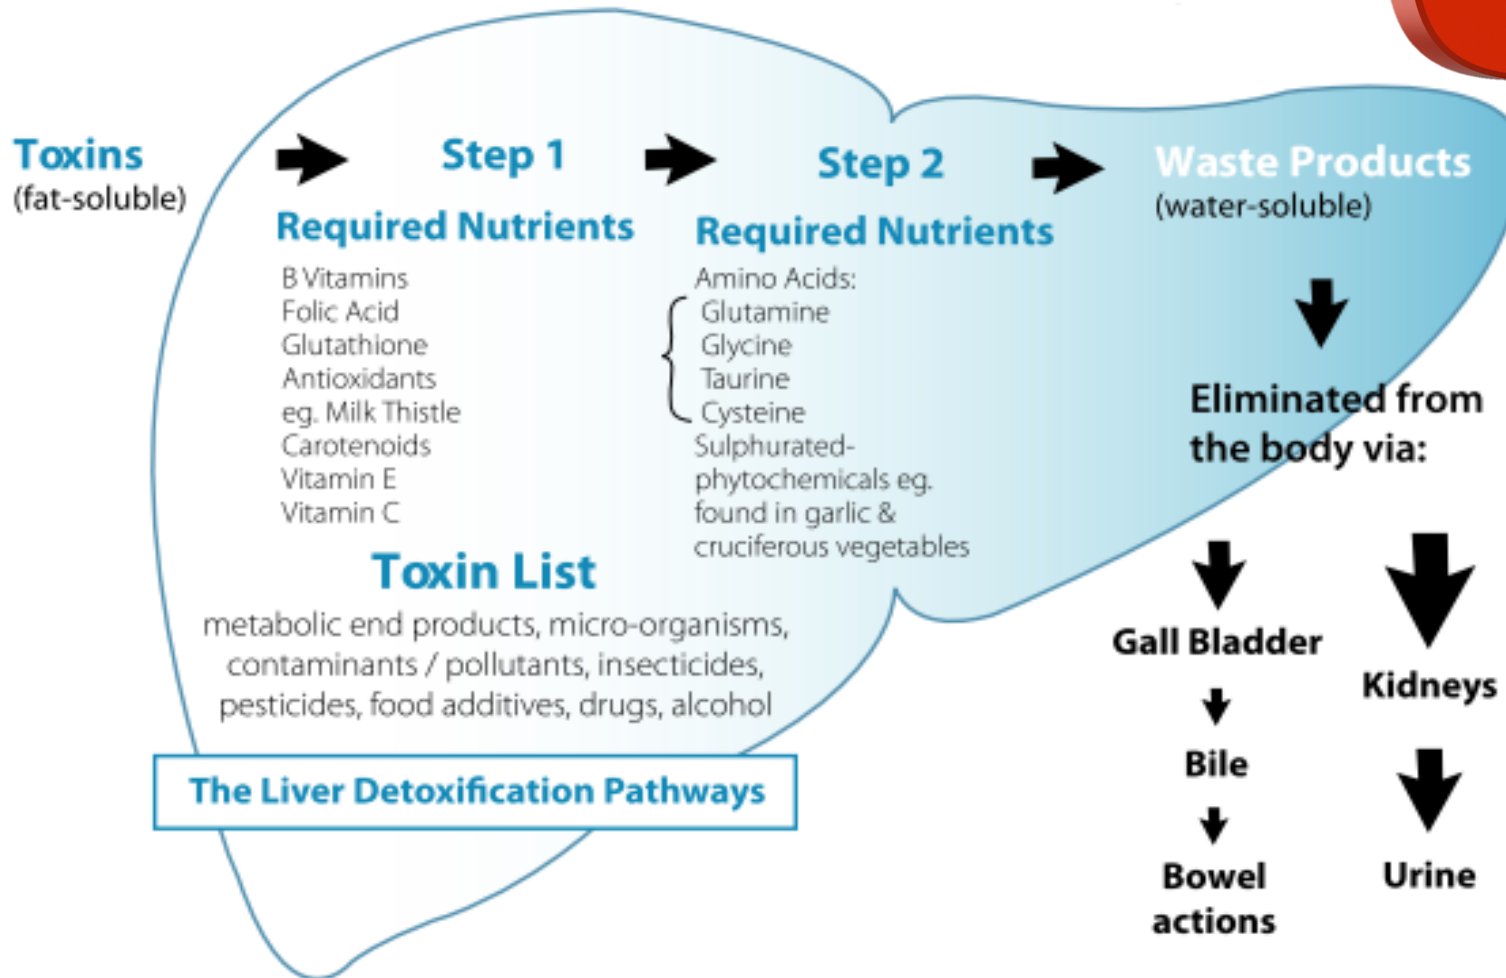 Toxins
(fat-soluble)
Step 1
Required Nutrients
B Vitamins
Folic Acid
Glutathione
Antioxidants
eg. Milk Thistle
Carotenoids
Vitamin E
Vitamin C
Step 2
Required Nutrients
Amino Acids:
Glutamine
Glycine
Taurine
Cysteine
Sulphurated-
phytochemicals eg.
found in garlic &
cruciferous vegetables
Waste Products
(water-soluble)
Eliminated from
the body via:
Gall Bladder
Bile
Bowel
actions
Kidneys
Urine
Toxin List
metabolic end products, micro-organisms,
contaminants / pollutants, insecticides,
pesticides, food additives, drugs, alcohol
The Liver Detoxification Pathways